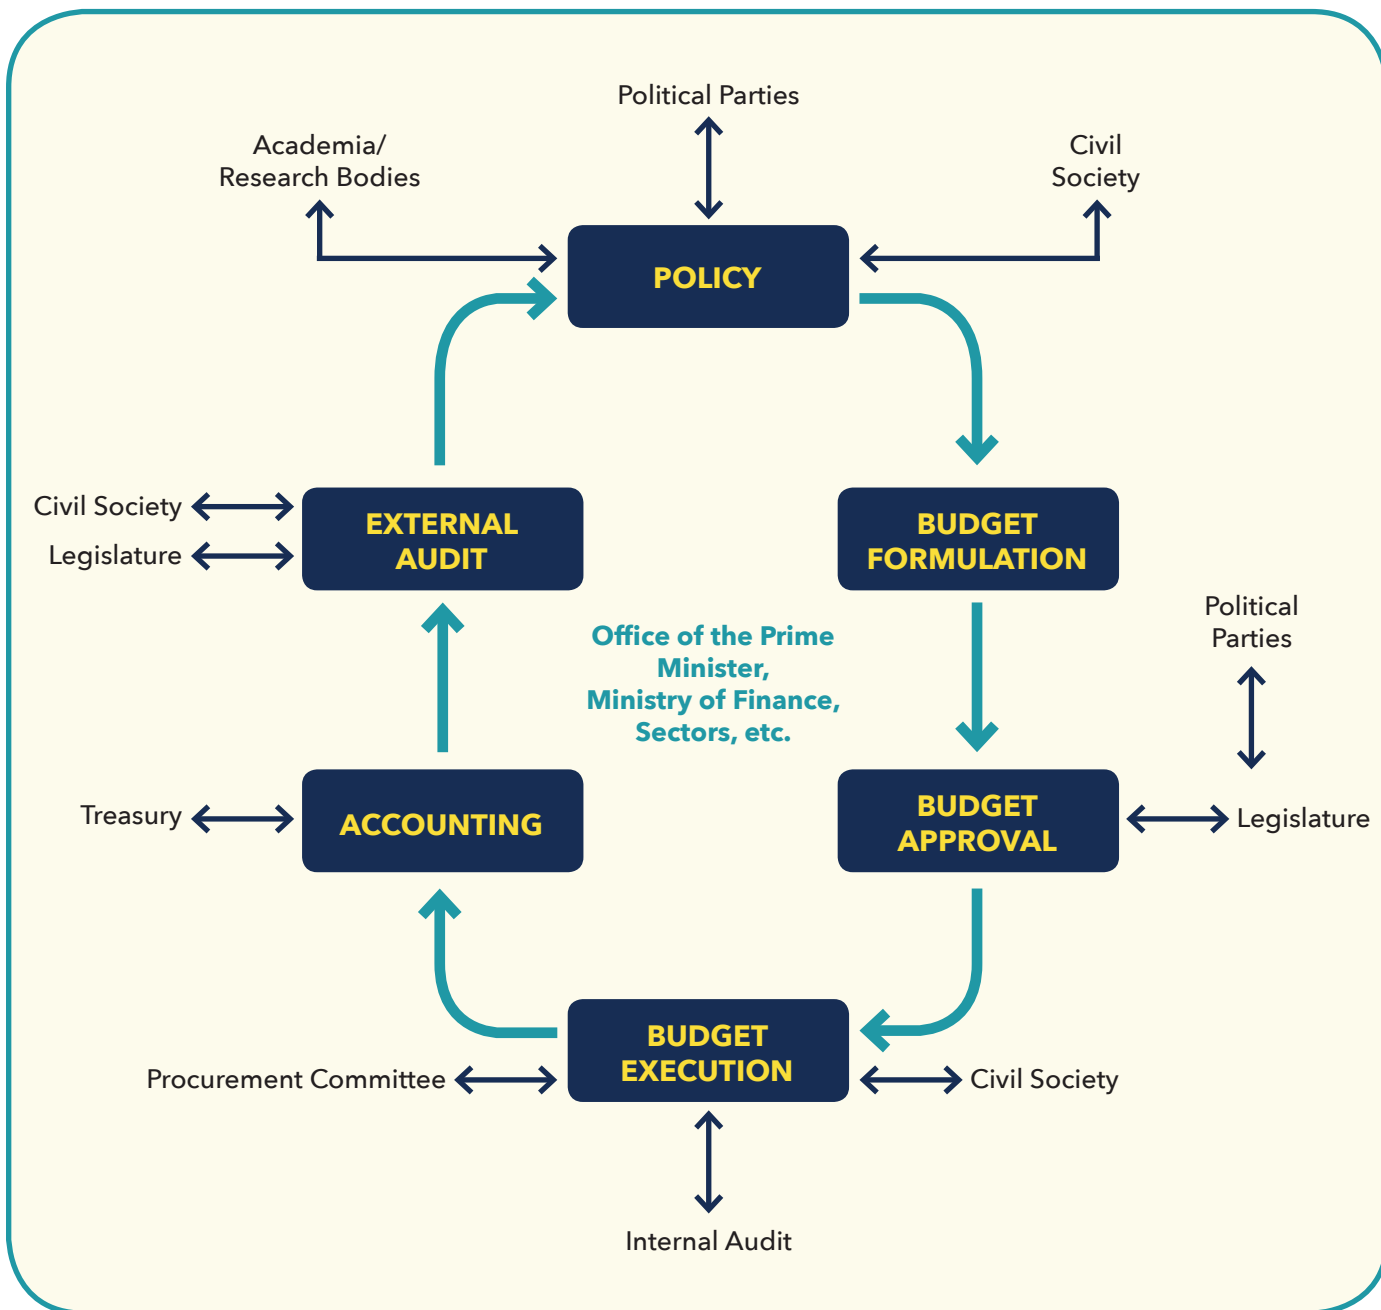 Political Parties
Academia/
Research Bodies
Civil
Society
POLICY
Civil Society
Legislature
EXTERNAL
AUDIT
BUDGET
FORMULATION
Political
Parties
Office of the Prime
Minister,
Ministry of Finance,
Sectors, etc.
Treasury
ACCOUNTING
BUDGET
APPROVAL
Legislature
BUDGET
EXECUTION
Procurement Committee
Civil Society
Internal Audit